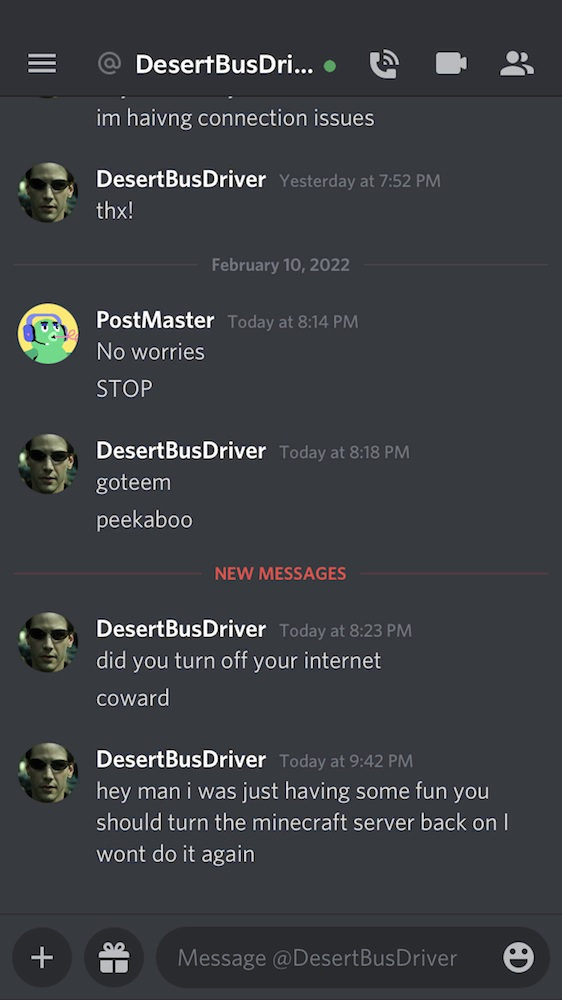 @ DesertBusDri...
im haivng connection issues
DesertBusDriver Yesterday at 7:52 PM
thx!
February 10, 2022
PostMaster Today at 8:14 PM
No worries
STOP
DesertBusDriver Today at 8:18 PM
goteem
peekaboo
NEW MESSAGES
DesertBusDriver Today at 8:23 PM
did you turn off your internet
coward
DesertBusDriver Today at 9:42 PM
hey man i was just having some fun you
should turn the minecraft server back on I
wont do it again
Message @DesertBusDriver